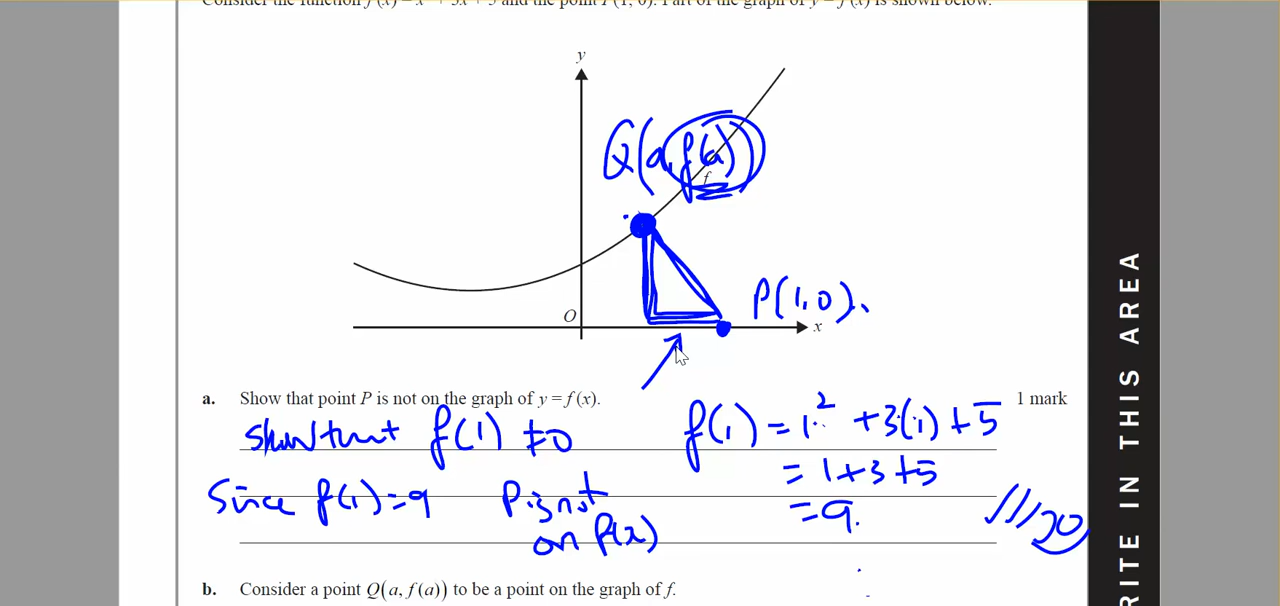 Consider the function f(x) = x² + 3x + 5 and the point P(1, 0). Part of the graph of y = f(x) is shown below.
y
Q(a, f(a))
f
P(1,0).
O
x
a. Show that point P is not on the graph of y = f(x). 1 mark
Show that f(1) ≠ 0
f(1) = 1² + 3(1) + 5
= 1+3+5
= 9.
Since f(1)=9 P is not
on f(x)
b. Consider a point Q(a, f(a)) to be a point on the graph of f.
RITE IN THIS AREA